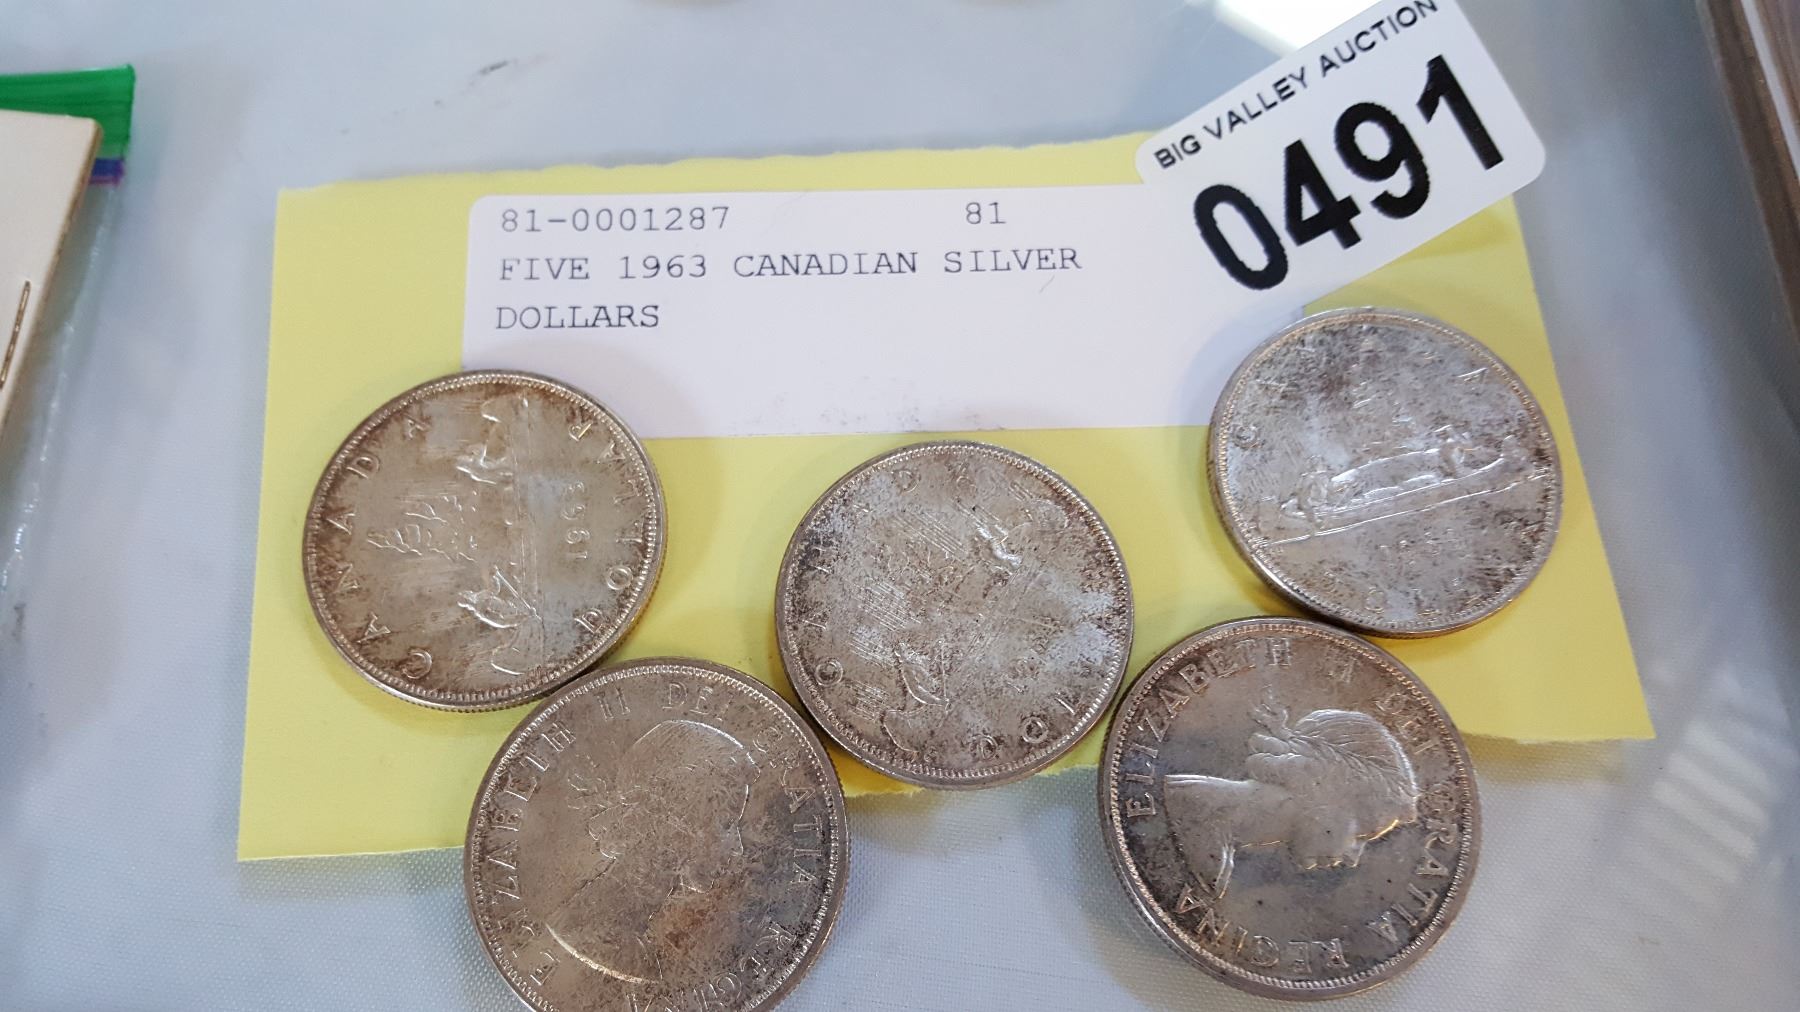 BIG VALLEY AUCTION
0491
81-0001287 81
FIVE 1963 CANADIAN SILVER
DOLLARS
CANADA
1963
DOLLAR
ELIZABETH II DEI GRATIA REGINA
ELIZABETH II DEI GRATIA REGINA